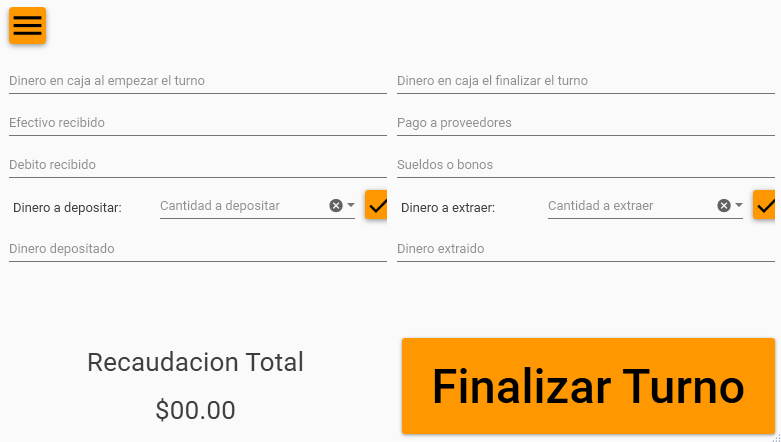 Dinero en caja al empezar el turno
Dinero en caja el finalizar el turno
Efectivo recibido
Pago a proveedores
Debito recibido
Sueldos o bonos
Dinero a depositar:
Cantidad a depositar
Dinero a extraer:
Cantidad a extraer
Dinero depositado
Dinero extraido
Recaudacion Total
$00.00
Finalizar Turno